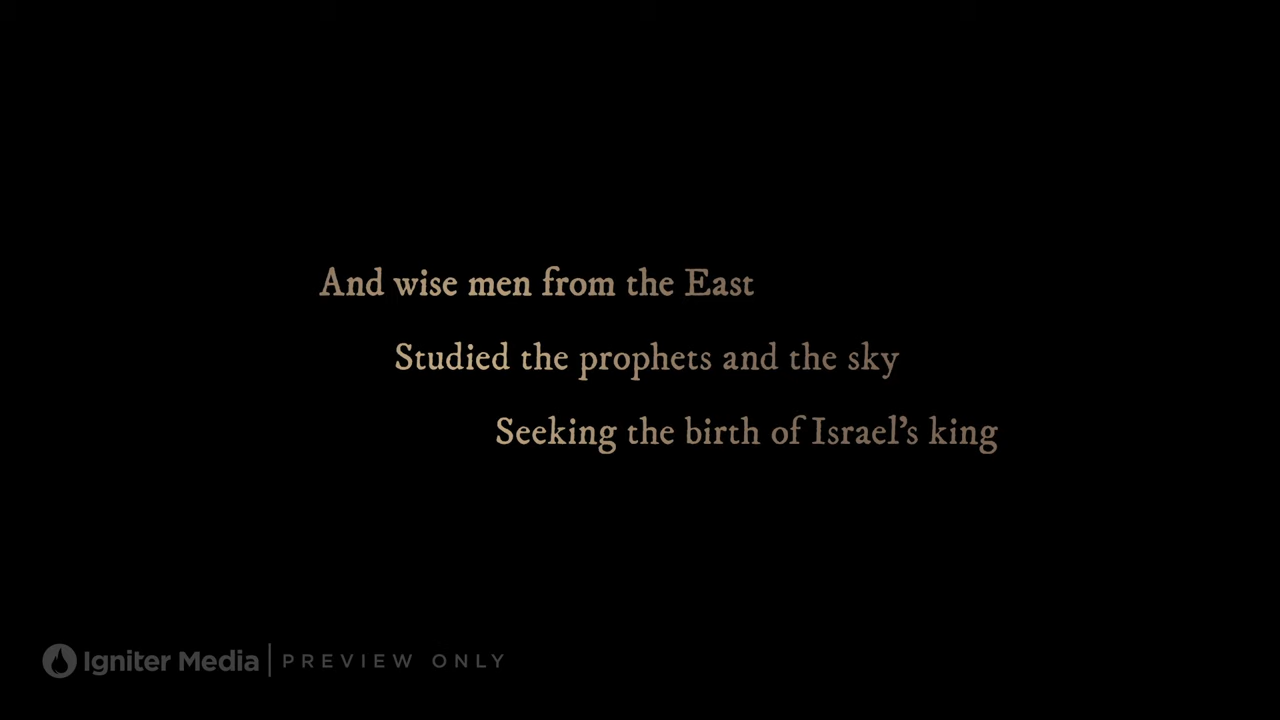 And wise men from the East
Studied the prophets and the sky
Seeking the birth of Israel’s king
Igniter Media | PREVIEW ONLY